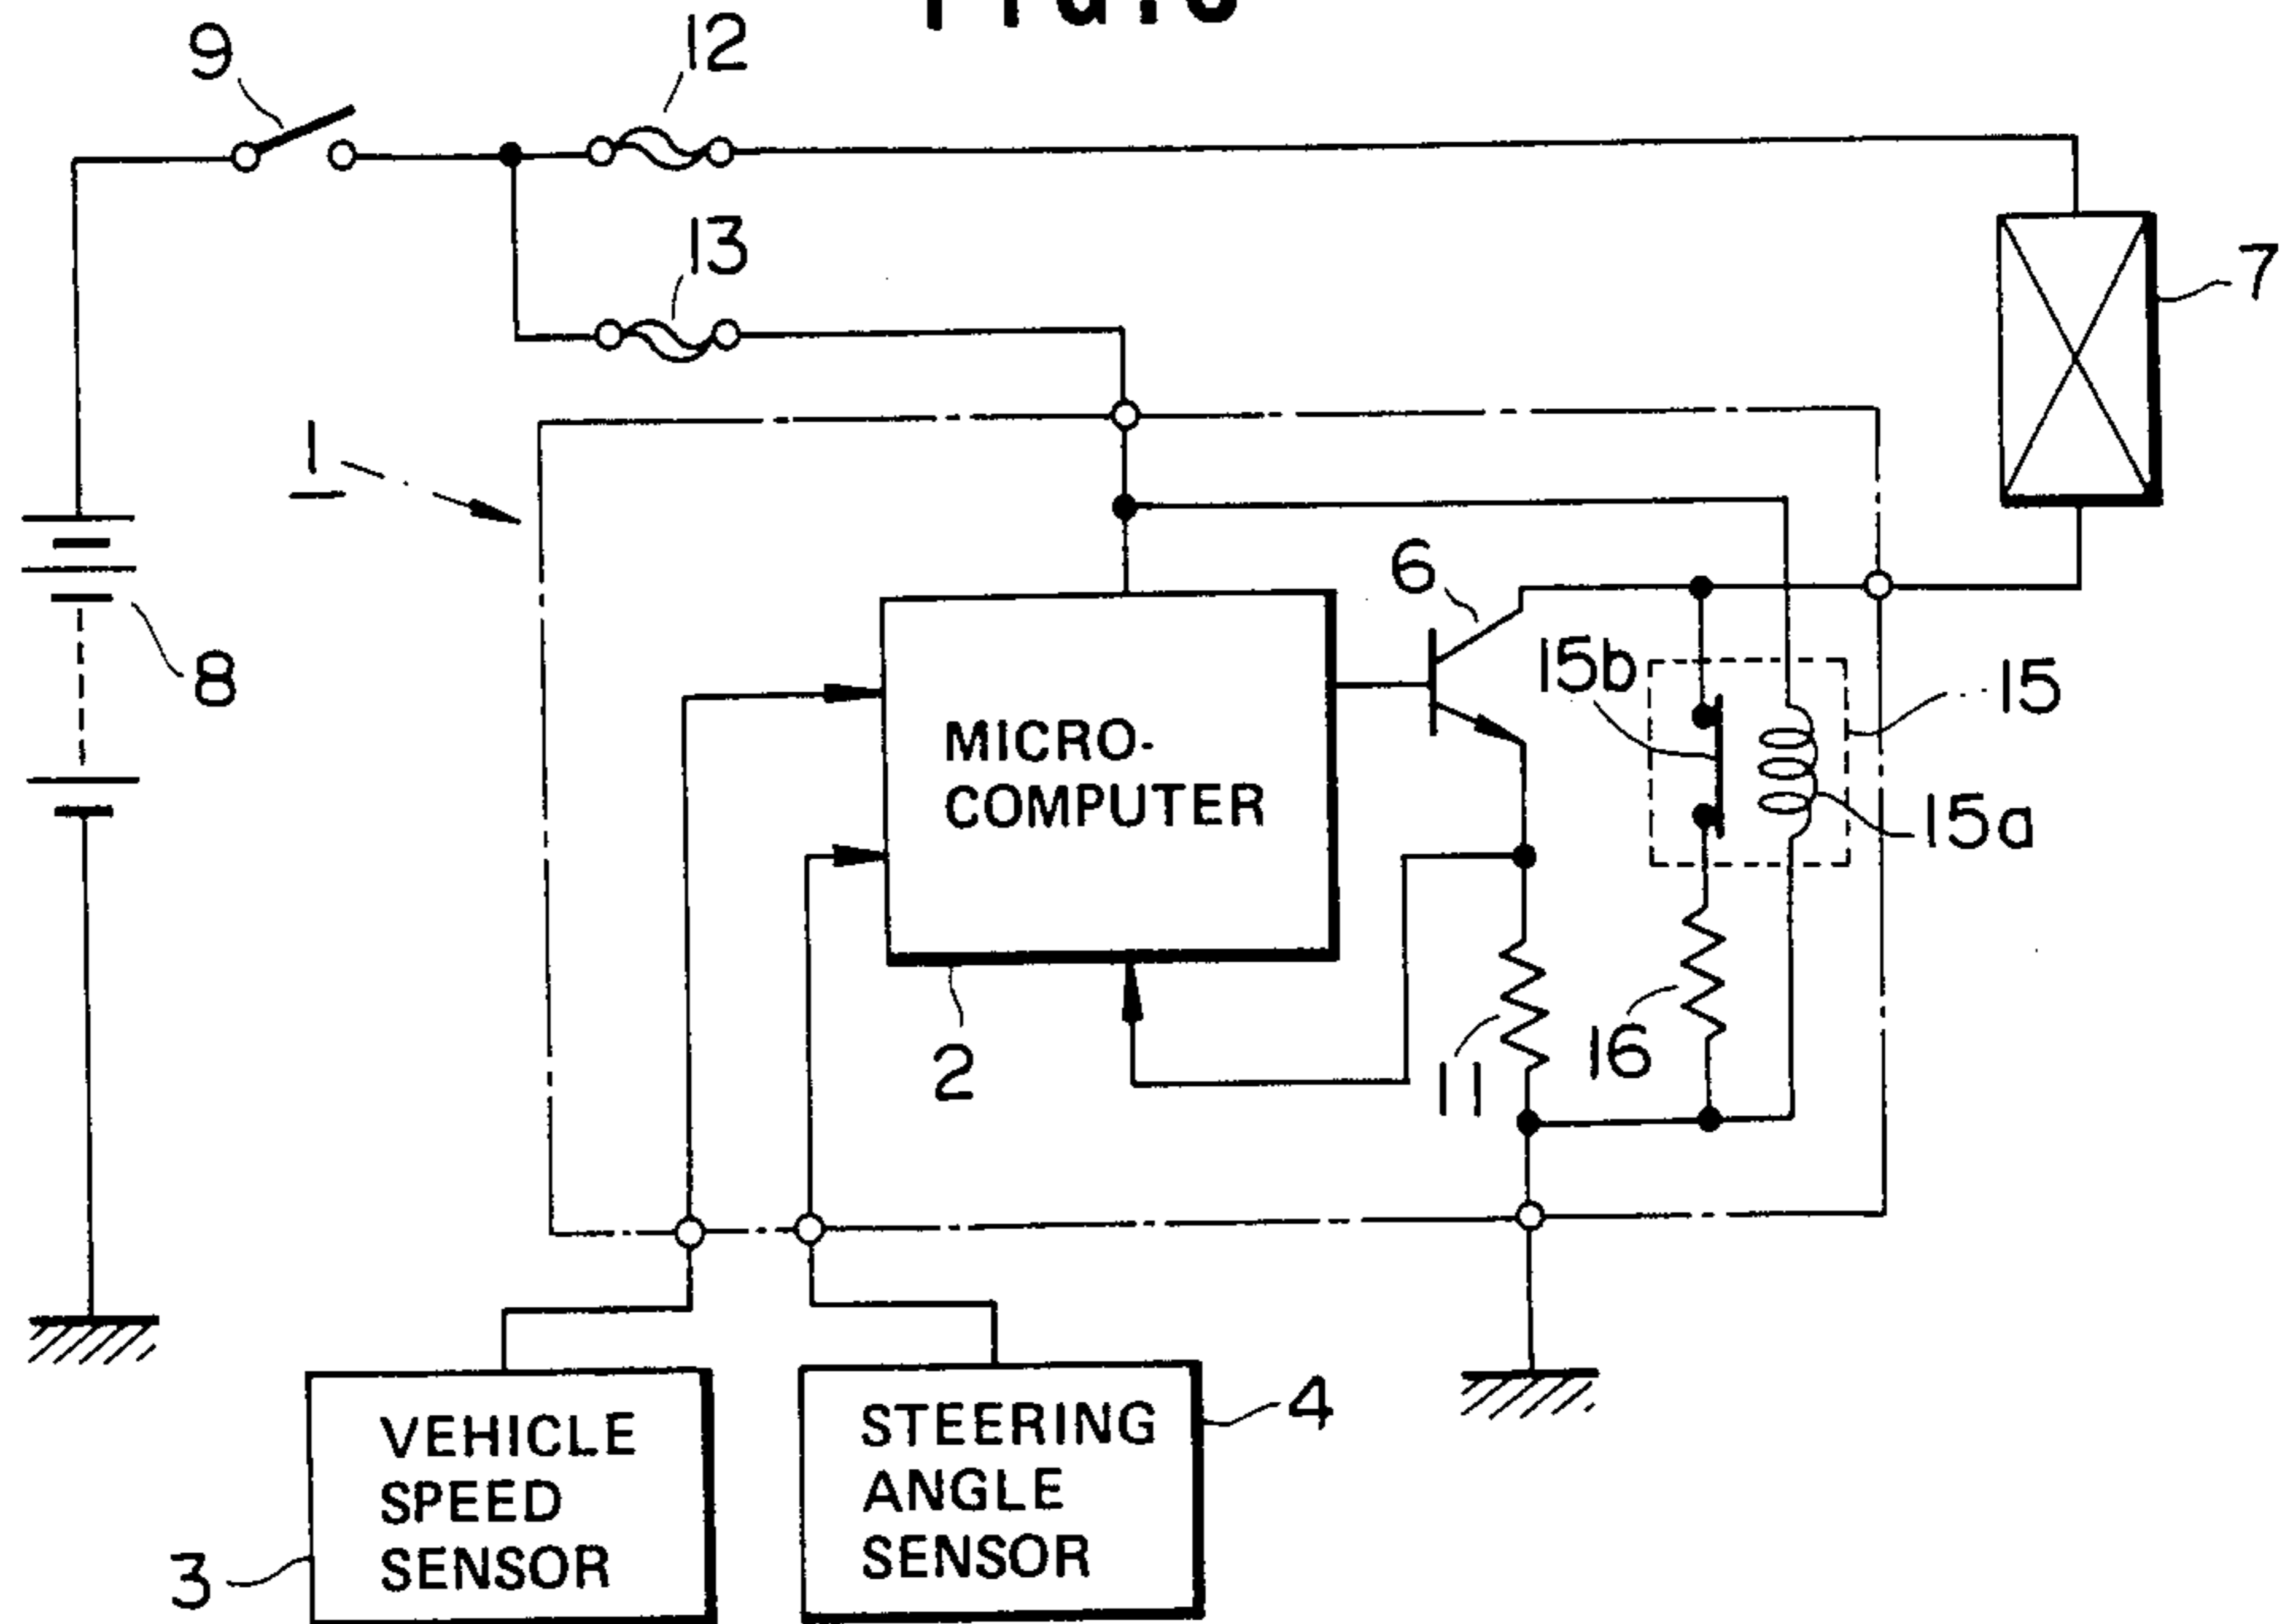 9
12
13
7
1
6
8
15b
15
MICRO-
COMPUTER
15a
2
11
16
VEHICLE
SPEED
SENSOR
3
STEERING
ANGLE
SENSOR
4